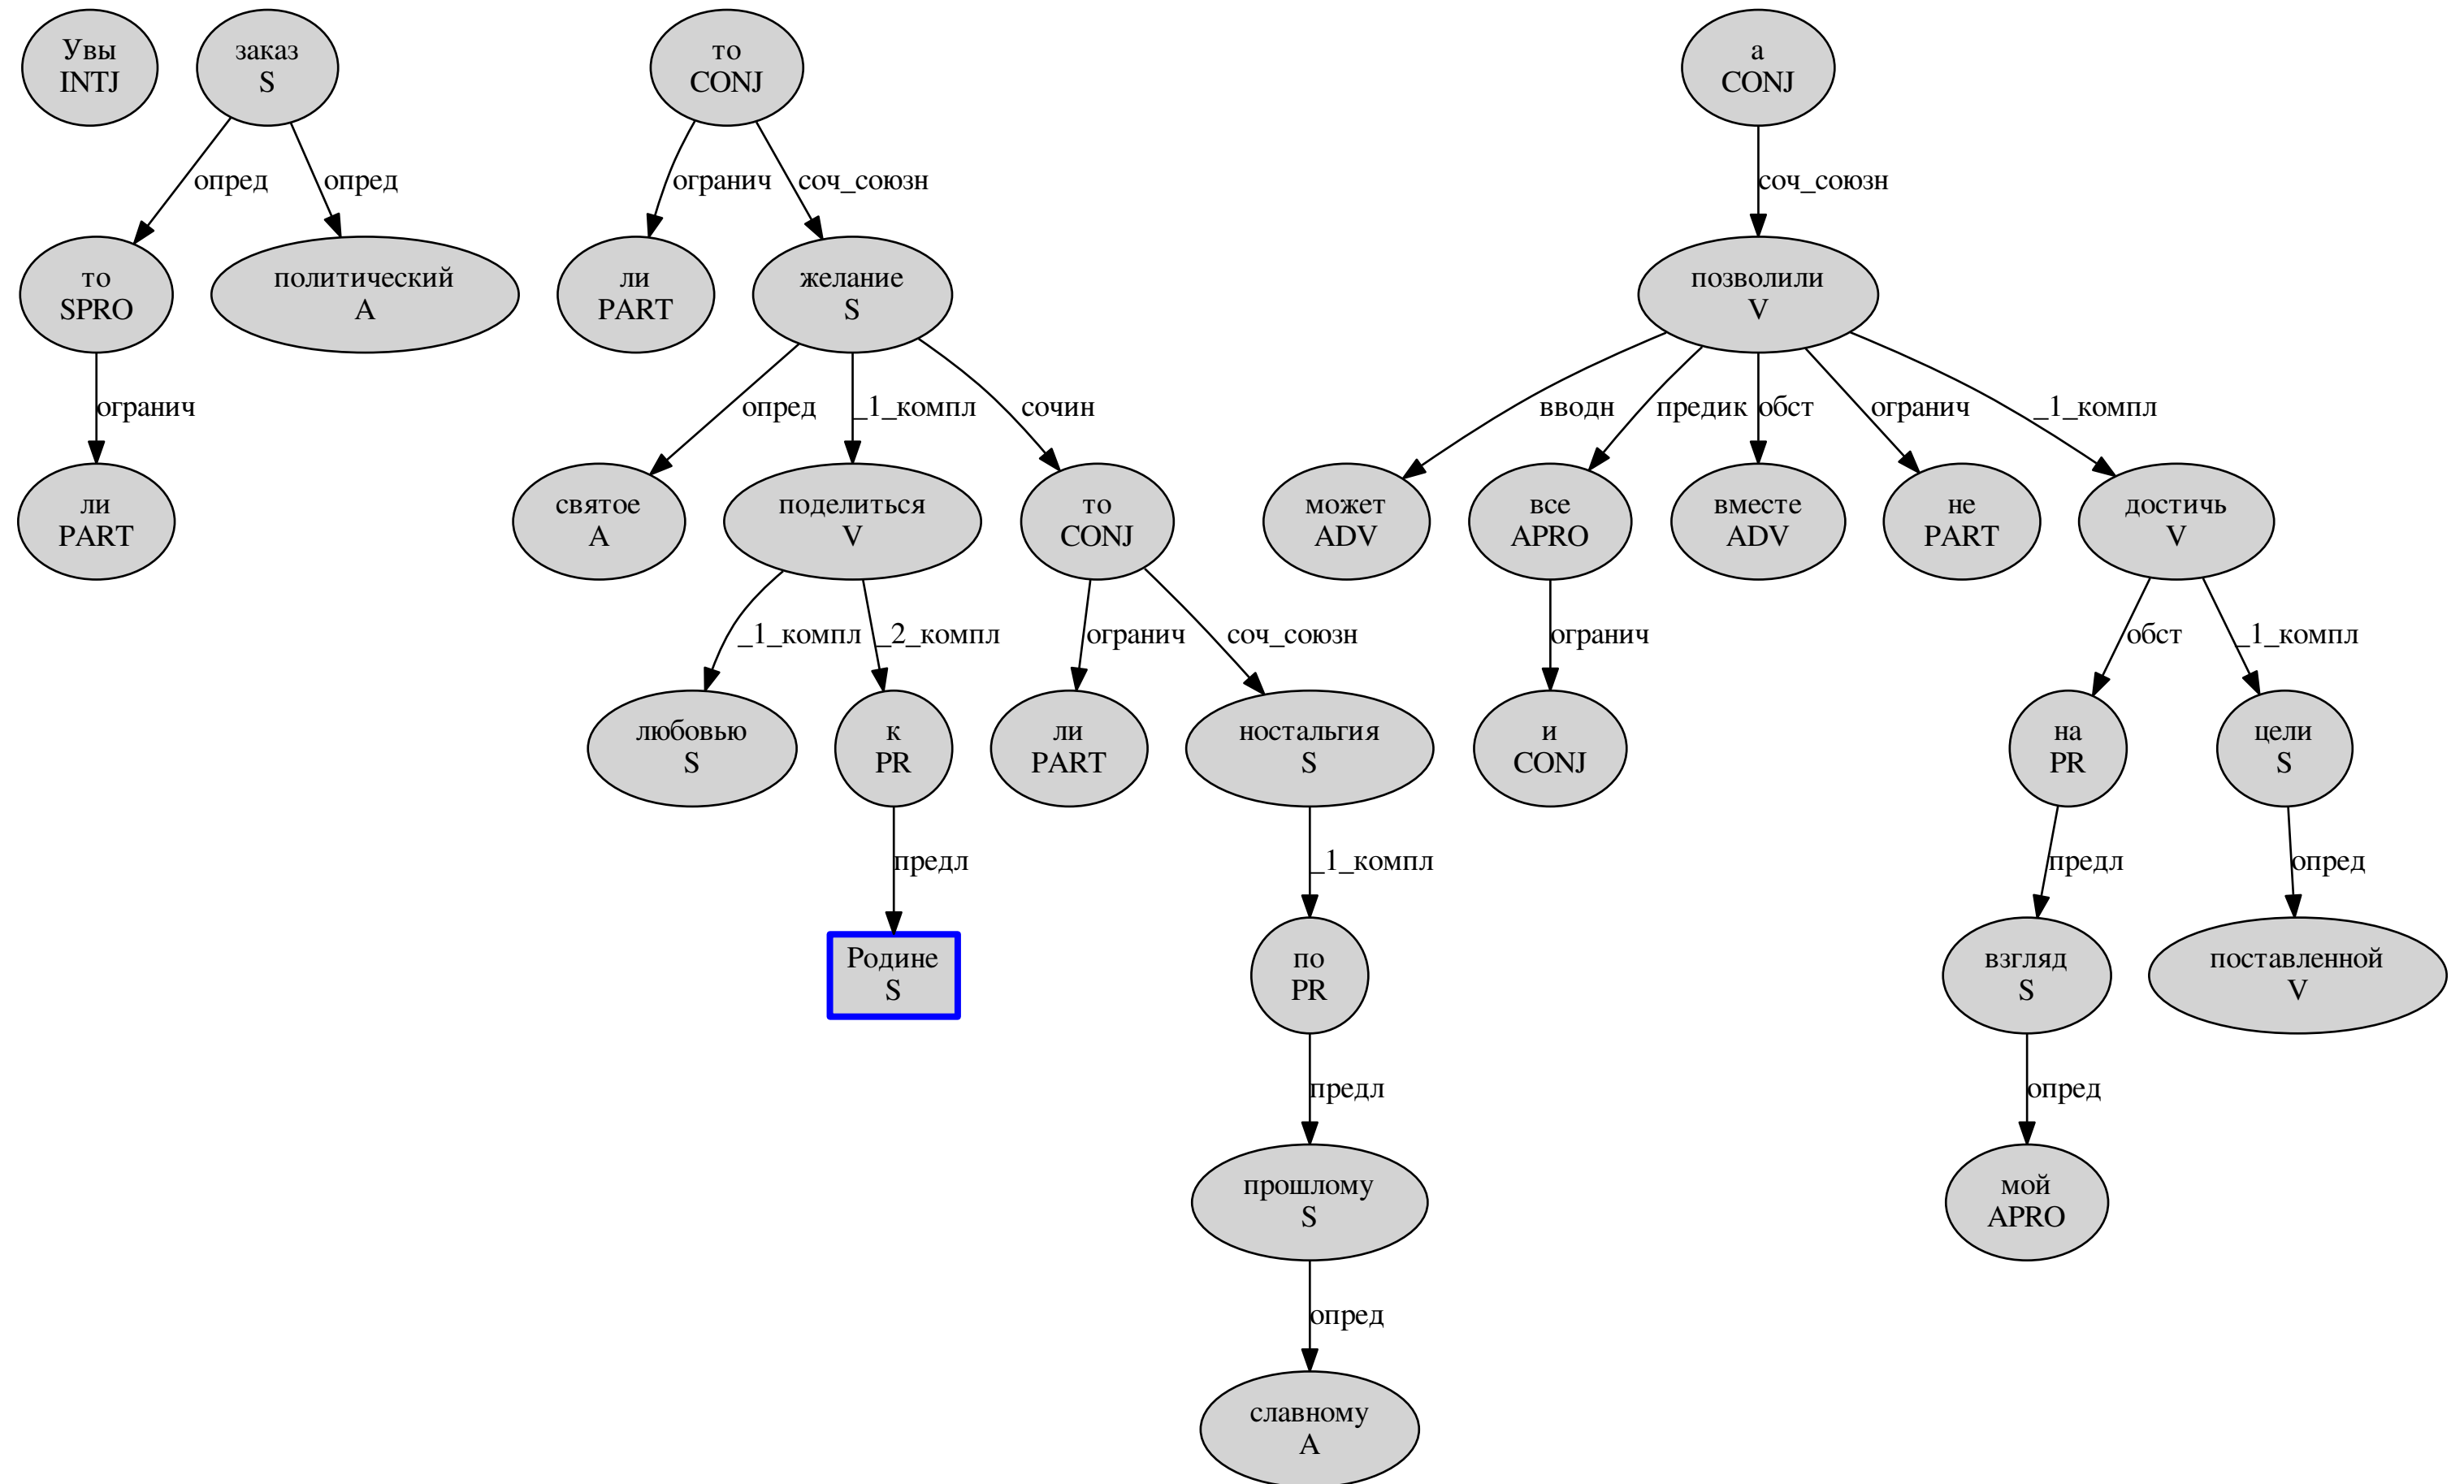 Увы
INTJ
заказ
S
то
CONJ
а
CONJ
опред
опред
огранич
соч_союзн
соч_союзн
то
SPRO
политический
A
ли
PART
желание
S
позволили
V
огранич
опред
_1_компл
сочин
вводн
предик
обст
огранич
_1_компл
ли
PART
святое
A
поделиться
V
то
CONJ
может
ADV
все
APRO
вместе
ADV
не
PART
достичь
V
_1_компл
_2_компл
огранич
соч_союзн
огранич
обст
_1_компл
любовью
S
к
PR
ли
PART
ностальгия
S
и
CONJ
на
PR
цели
S
предл
_1_компл
предл
опред
Родине
S
по
PR
взгляд
S
поставленной
V
предл
опред
прошлому
S
мой
APRO
опред
славному
A